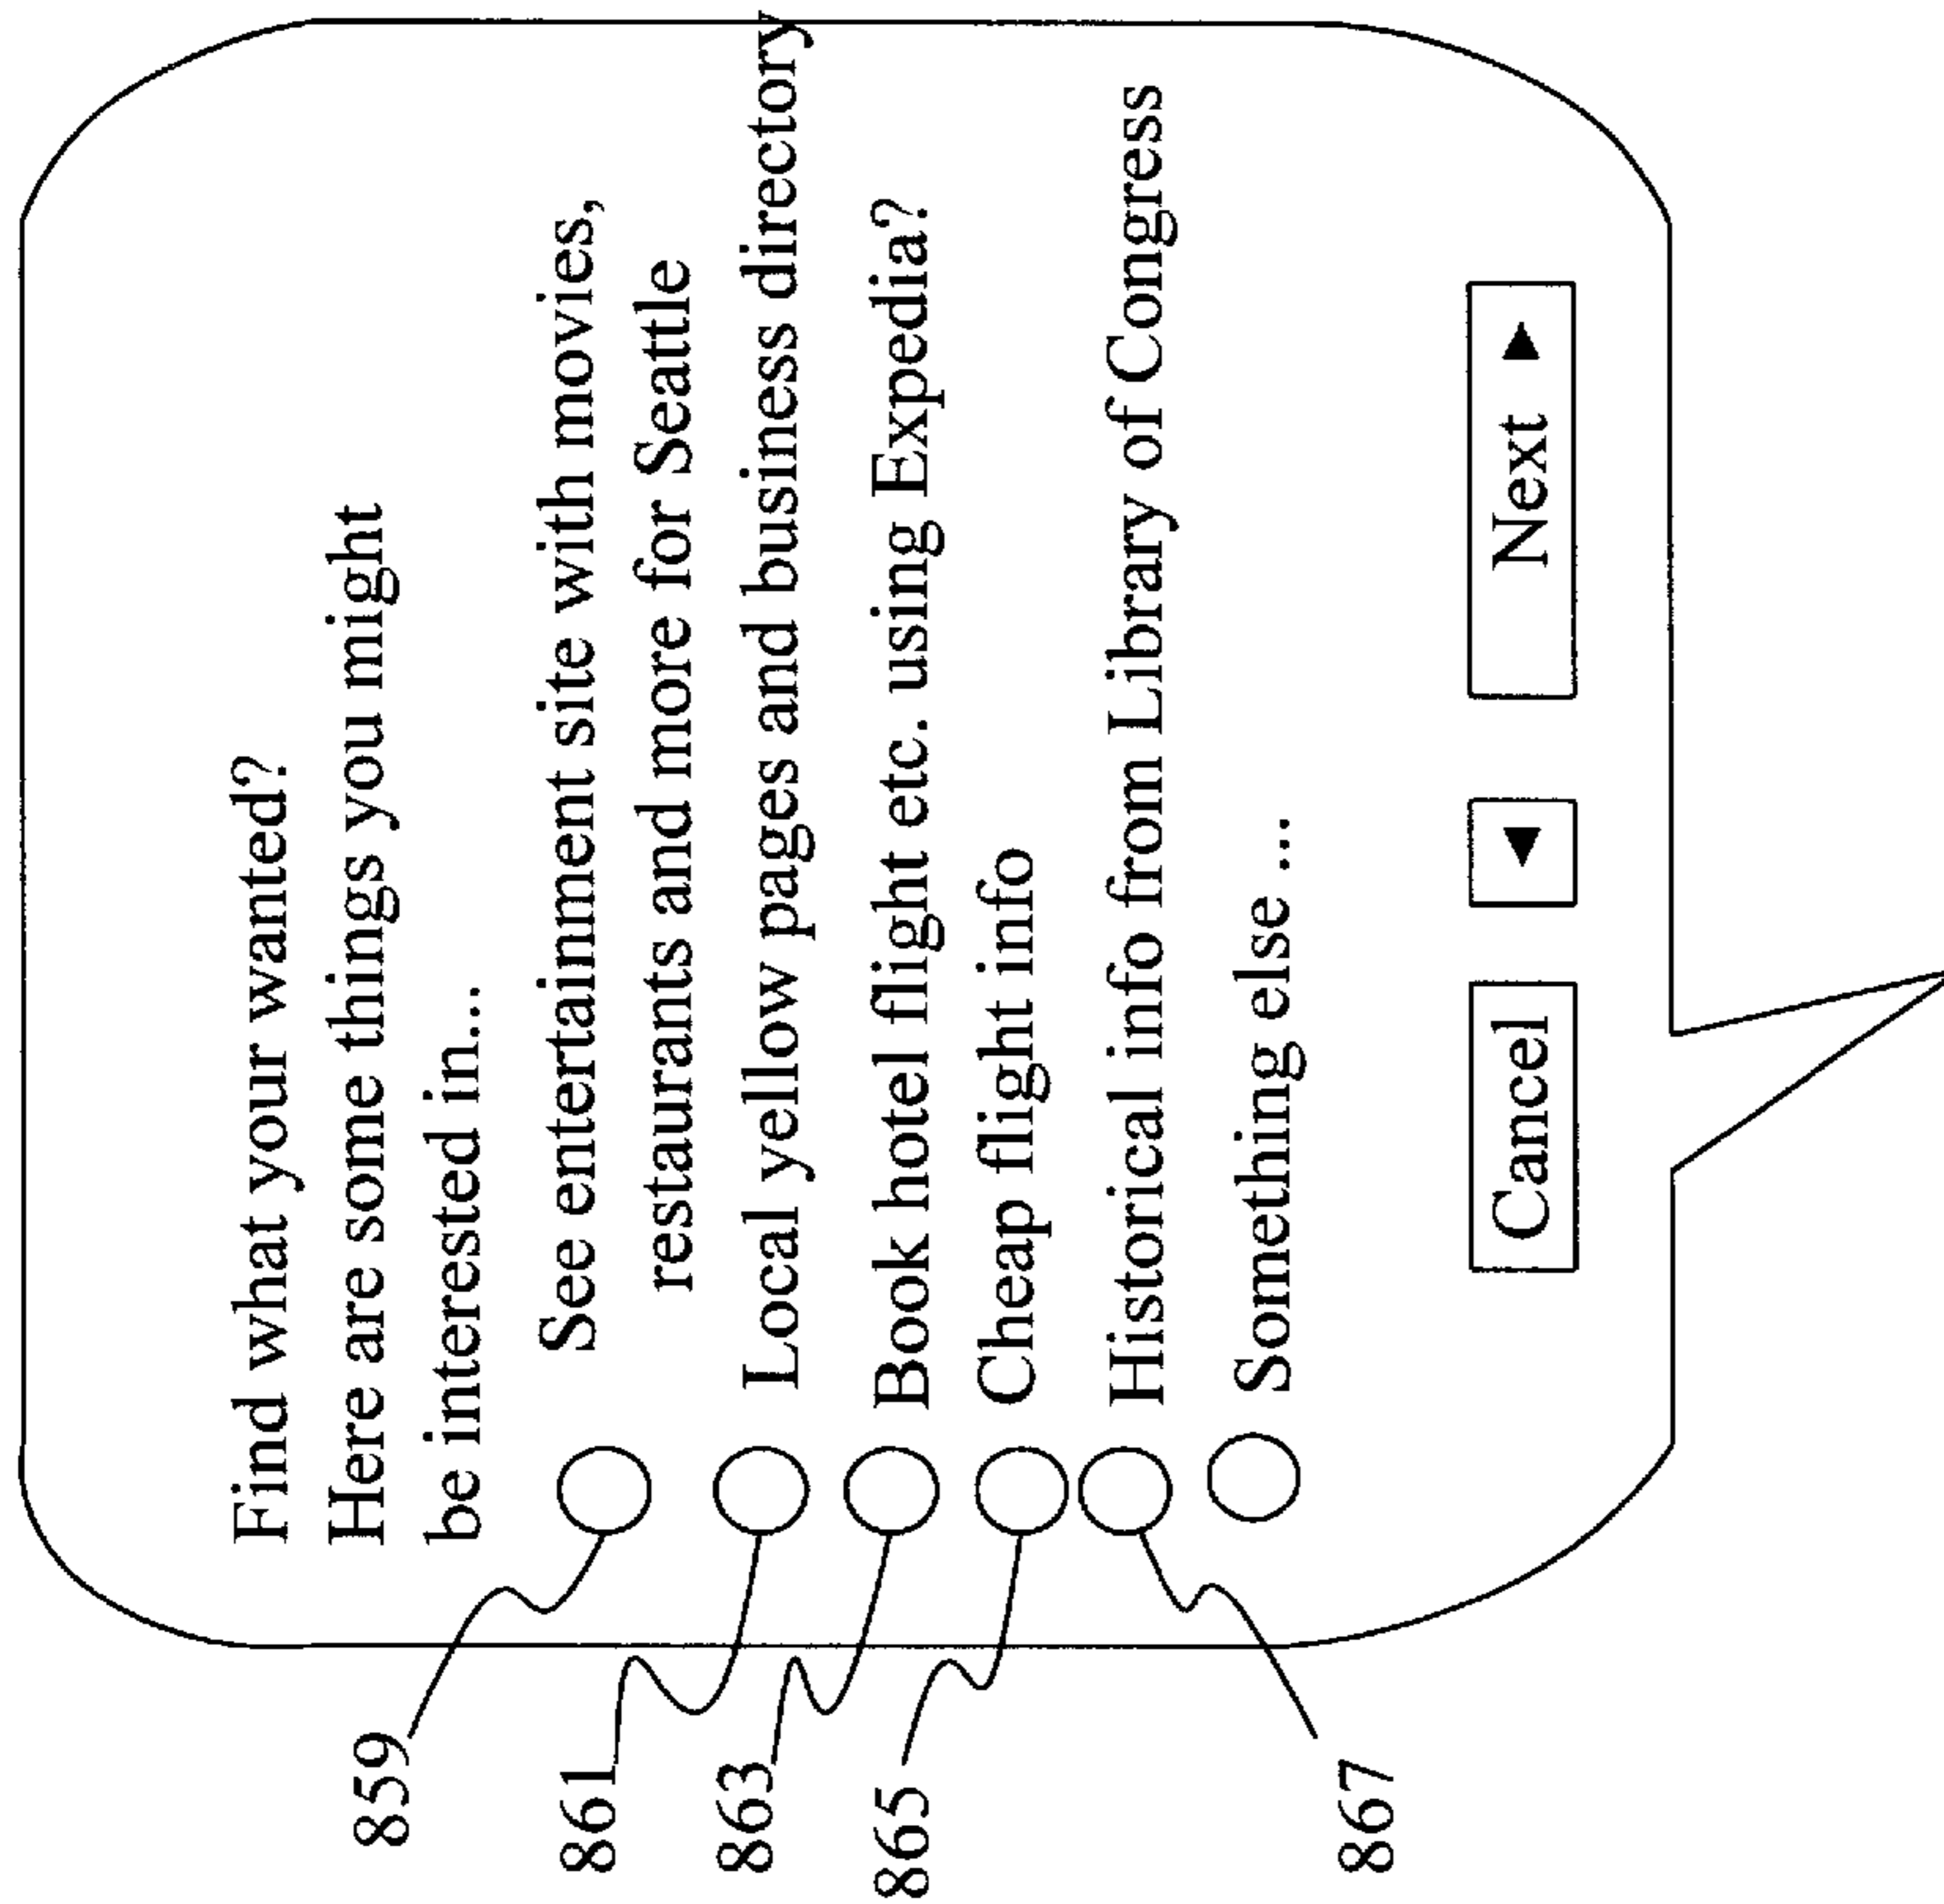 Find what your wanted?
Here are some things you might
be interested in...
859
See entertainment site with movies,
restaurants and more for Seattle
861
Local yellow pages and business directory
863
Book hotel flight etc. using Expedia?
865
Cheap flight info
867
Historical info from Library of Congress
Something else ...
Cancel ◄ Next ►